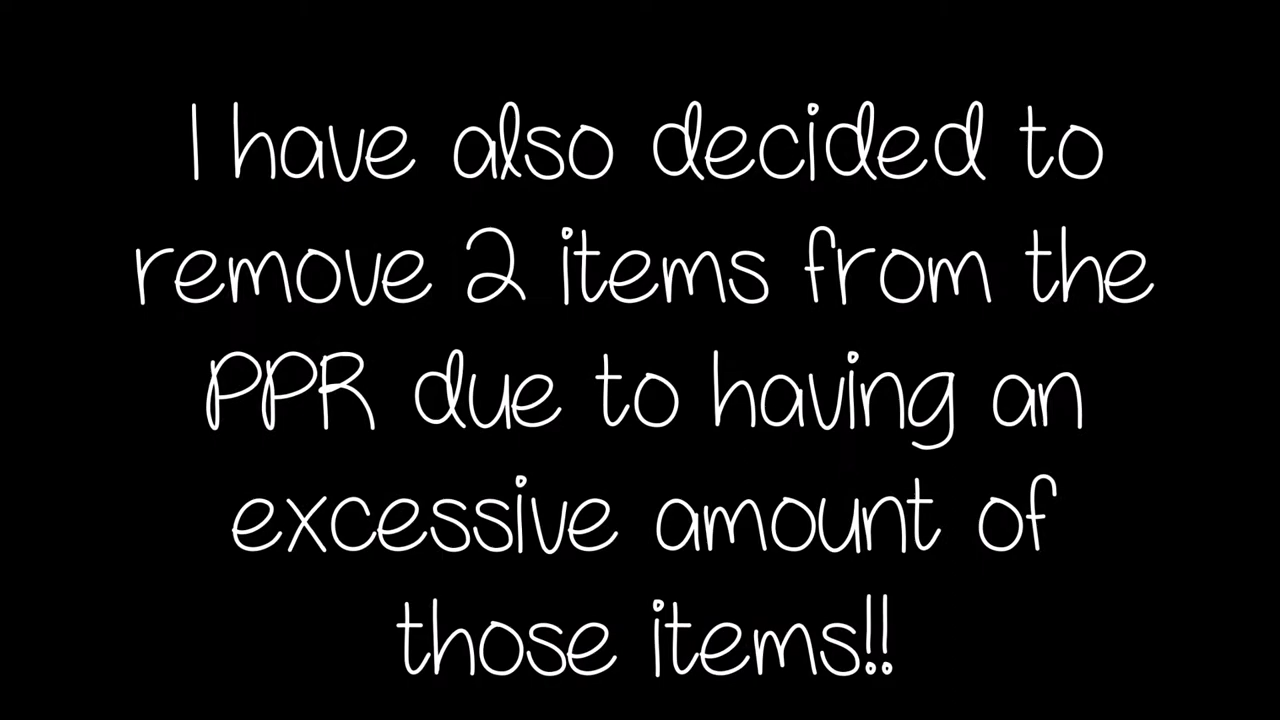 I have also decided to
remove 2 items from the
PPR due to having an
excessive amount of
those items!!